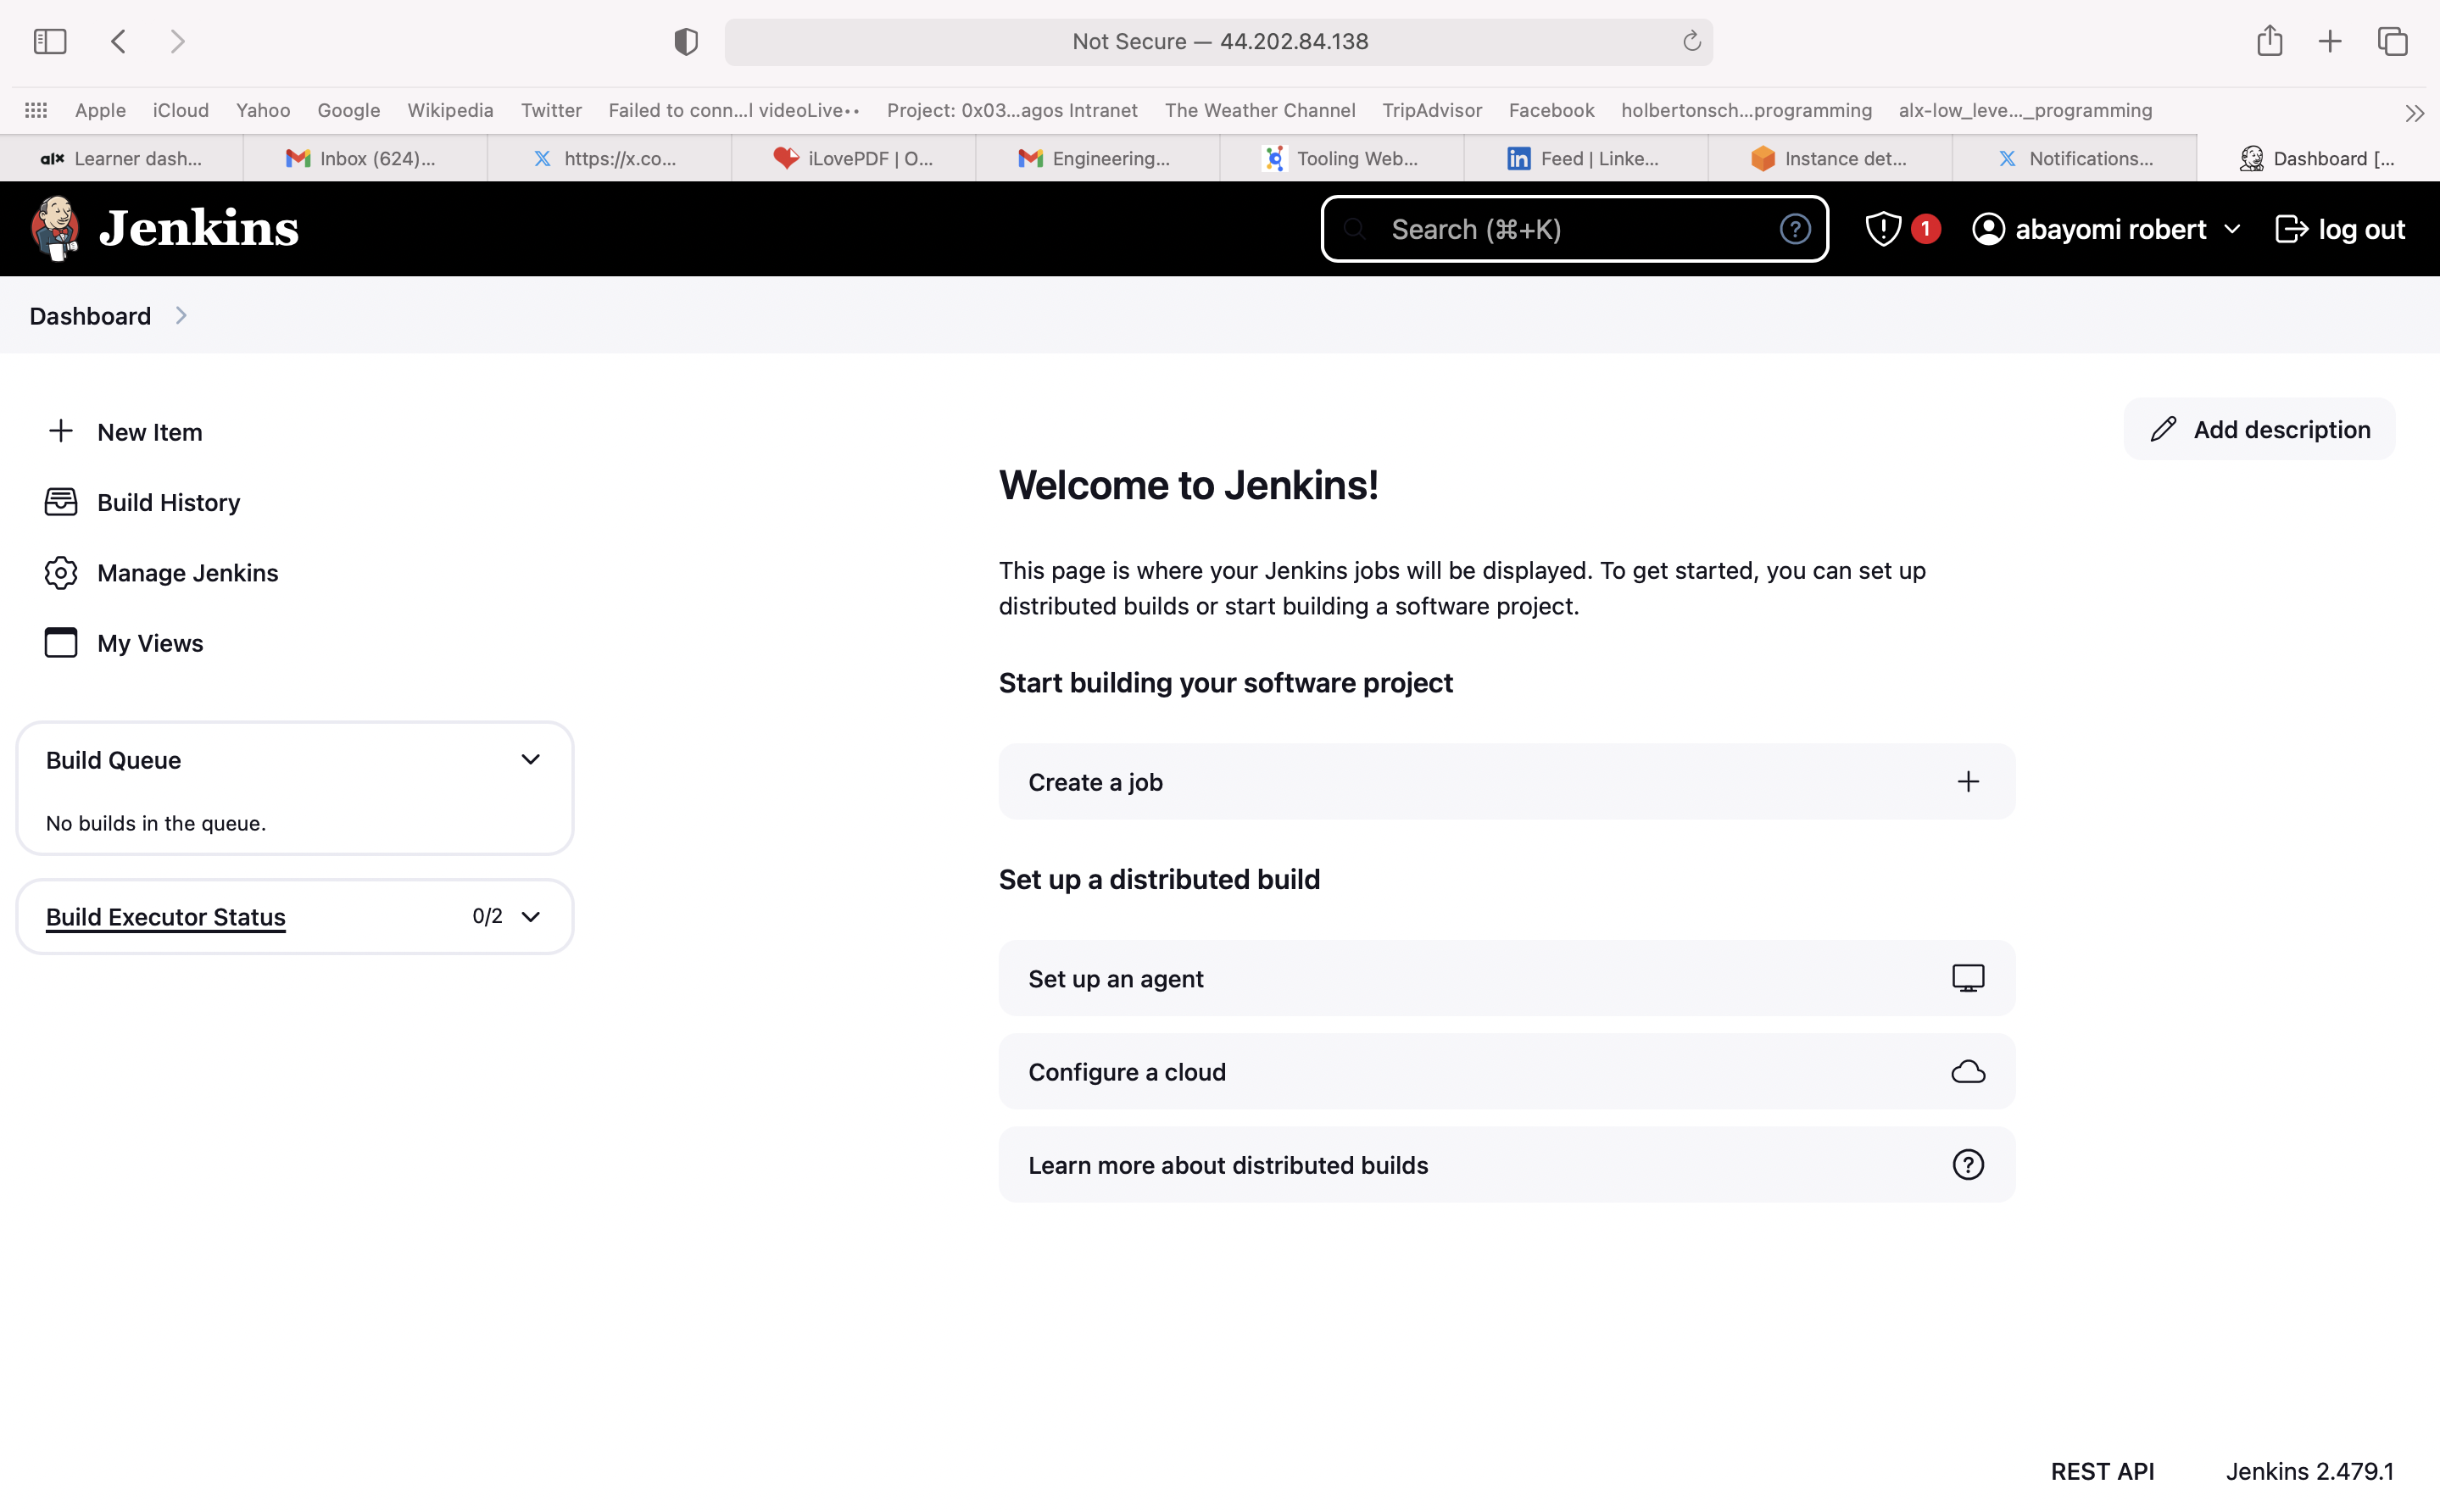 Not Secure — 44.202.84.138
Apple iCloud Yahoo Google Wikipedia Twitter Failed to conn...l videoLive•• Project: 0x03...agos Intranet The Weather Channel TripAdvisor Facebook holbertonsch...programming alx-low_leve..._programming
alx Learner dash... Inbox (624)... https://x.co... iLovePDF | O... Engineering... Tooling Web... in Feed | Linke... Instance det... Notifications... Dashboard [...
Jenkins Search (⌘+K) ? 1 abayomi robert log out
Dashboard
New Item
Build History
Manage Jenkins
My Views
Build Queue
No builds in the queue.
Build Executor Status 0/2
Add description
Welcome to Jenkins!
This page is where your Jenkins jobs will be displayed. To get started, you can set up
distributed builds or start building a software project.
Start building your software project
Create a job
Set up a distributed build
Set up an agent
Configure a cloud
Learn more about distributed builds ?
REST API Jenkins 2.479.1